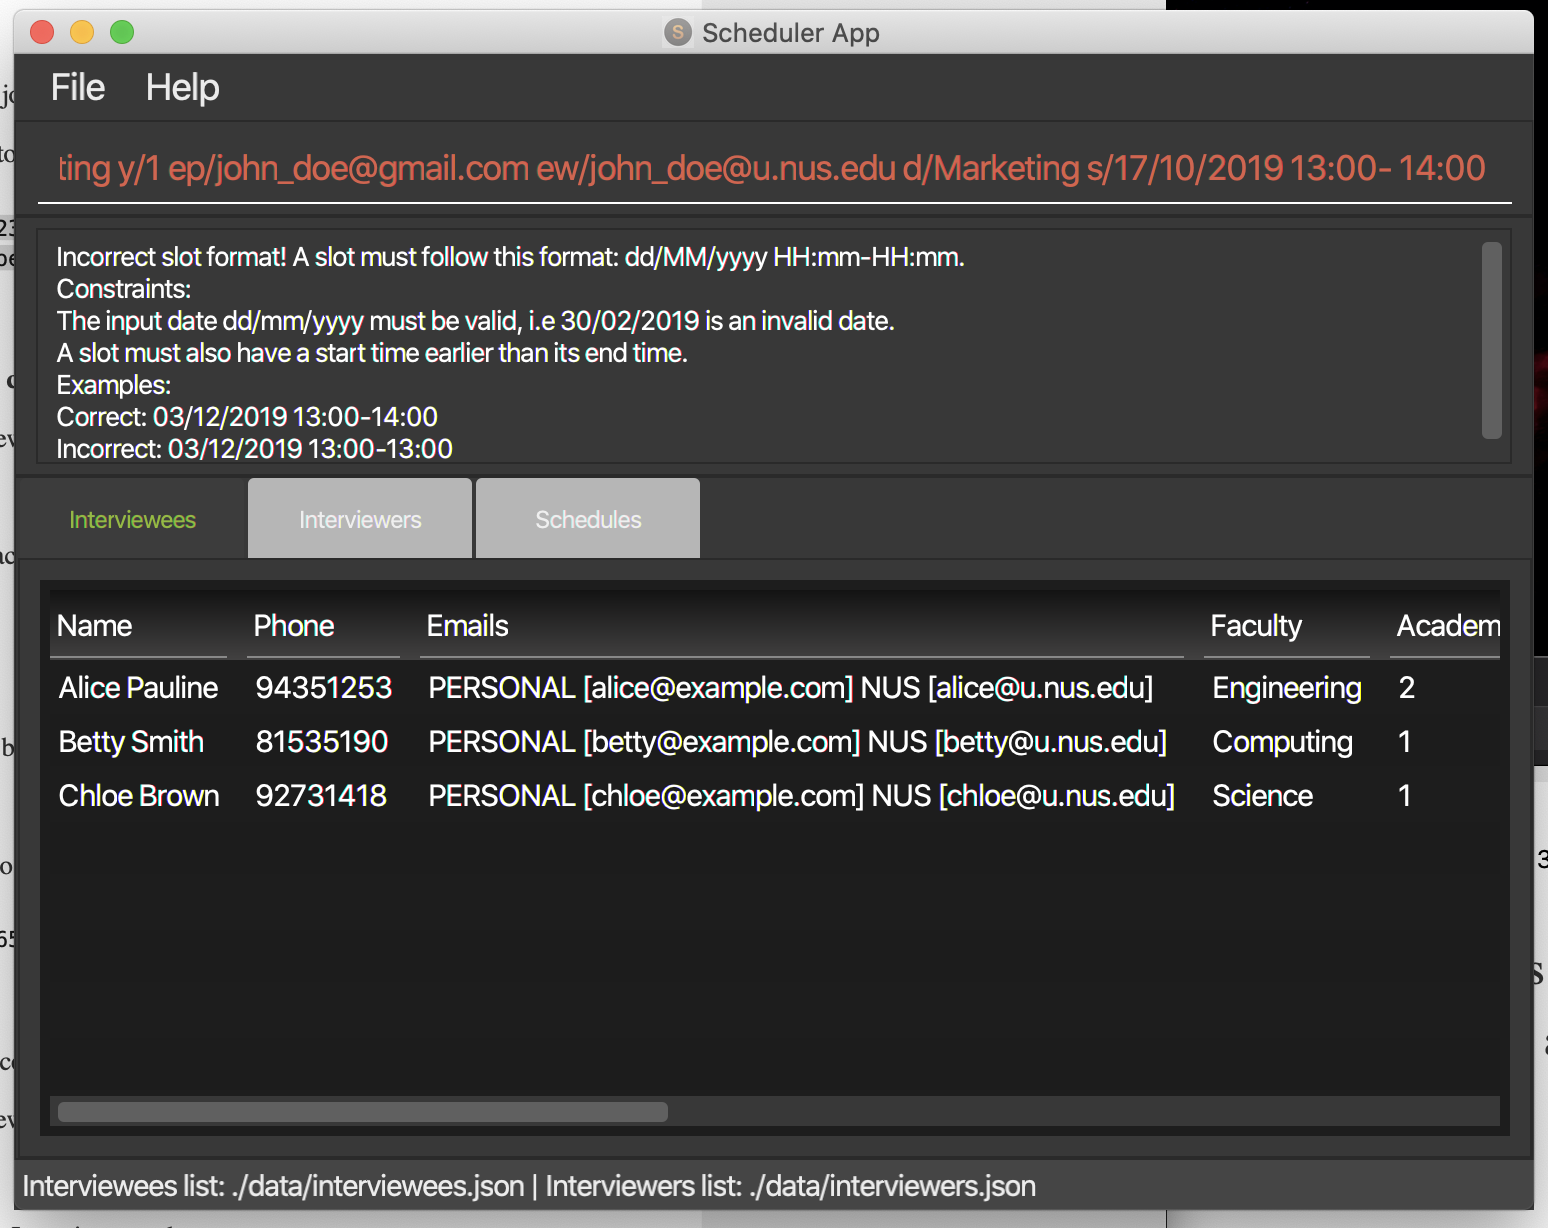 S Scheduler App
File Help
ting y/1 ep/john_doe@gmail.com ew/john_doe@u.nus.edu d/Marketing s/17/10/2019 13:00- 14:00
Incorrect slot format! A slot must follow this format: dd/MM/yyyy HH:mm-HH:mm.
Constraints:
The input date dd/mm/yyyy must be valid, i.e 30/02/2019 is an invalid date.
A slot must also have a start time earlier than its end time.
Examples:
Correct: 03/12/2019 13:00-14:00
Incorrect: 03/12/2019 13:00-13:00
Interviewees Interviewers Schedules
Name Phone Emails Faculty Academ
Alice Pauline 94351253 PERSONAL [alice@example.com] NUS [alice@u.nus.edu] Engineering 2
Betty Smith 81535190 PERSONAL [betty@example.com] NUS [betty@u.nus.edu] Computing 1
Chloe Brown 92731418 PERSONAL [chloe@example.com] NUS [chloe@u.nus.edu] Science 1
Interviewees list: ./data/interviewees.json | Interviewers list: ./data/interviewers.json